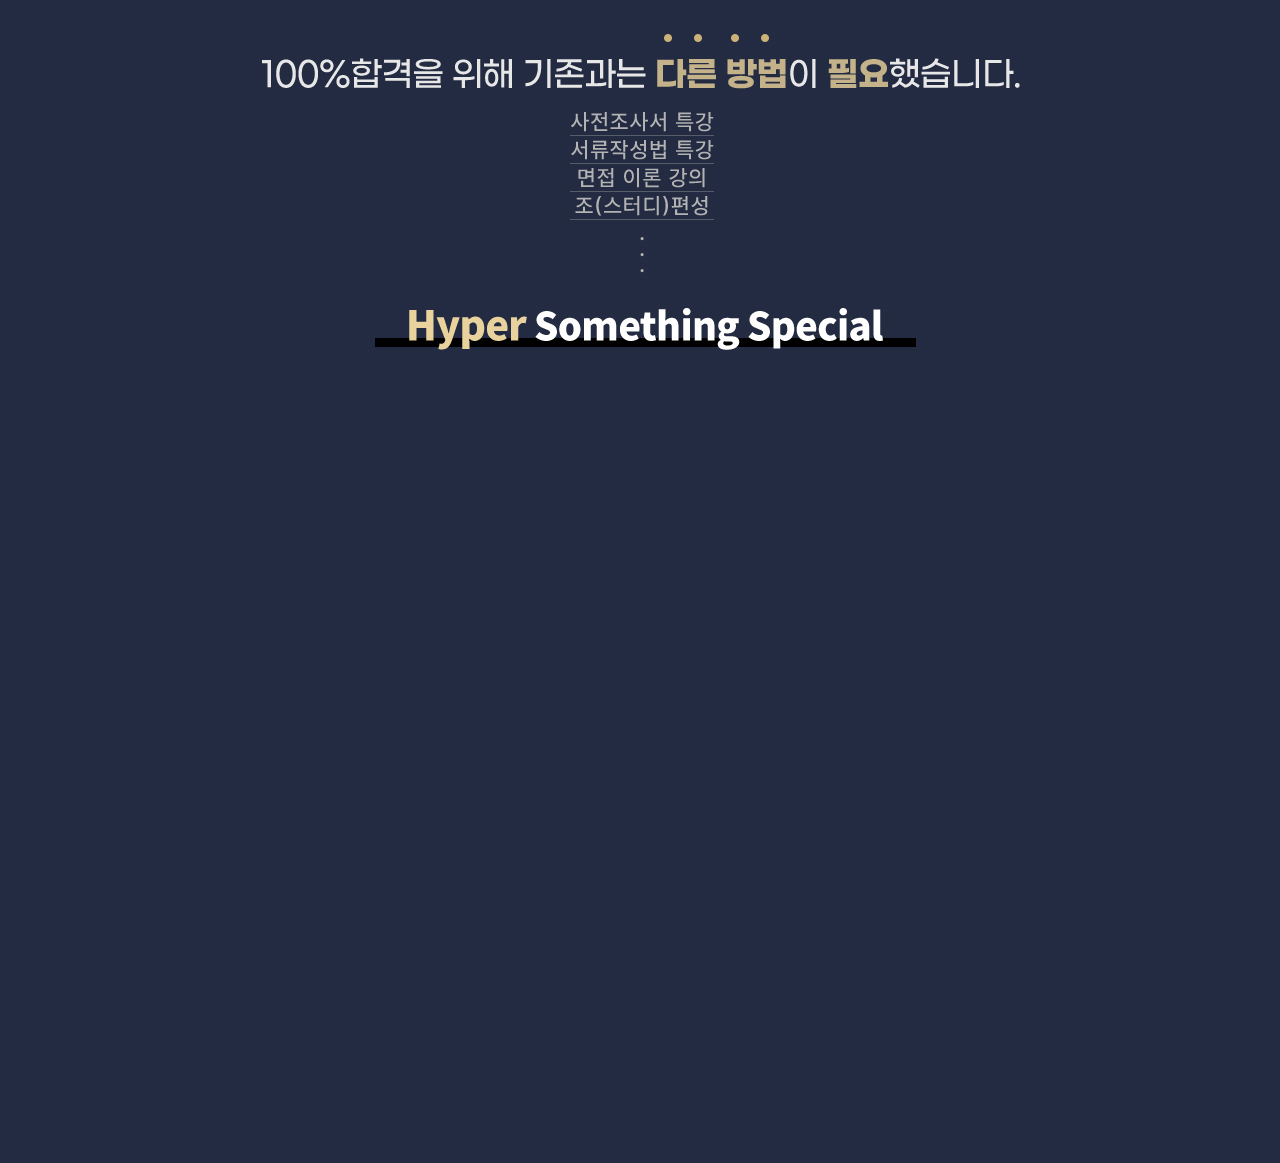 100%합격을 위해 기존과는 다른 방법이 필요했습니다.
사전조사서 특강
서류작성법 특강
면접 이론 강의
조(스터디)편성
Hyper Something Special